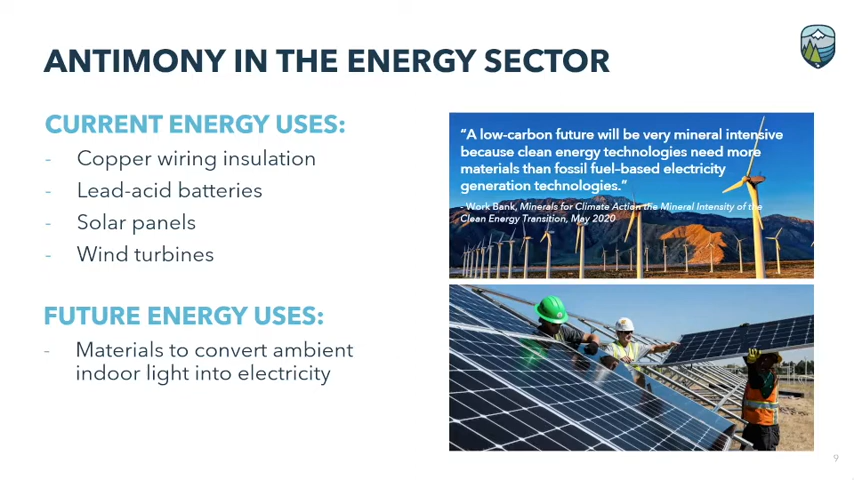 ANTIMONY IN THE ENERGY SECTOR
CURRENT ENERGY USES:
- Copper wiring insulation
- Lead-acid batteries
- Solar panels
- Wind turbines
FUTURE ENERGY USES:
- Materials to convert ambient
indoor light into electricity
“A low-carbon future will be very mineral intensive
because clean energy technologies need more
materials than fossil fuel–based electricity
generation technologies.”
- Work Bank, Minerals for Climate Action the Mineral Intensity of the
Clean Energy Transition, May 2020
9